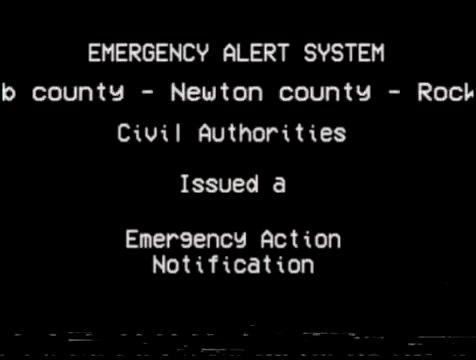 EMERGENCY ALERT SYSTEM
b county - Newton county - Rock
Civil Authorities
Issued a
Emergency Action
Notification